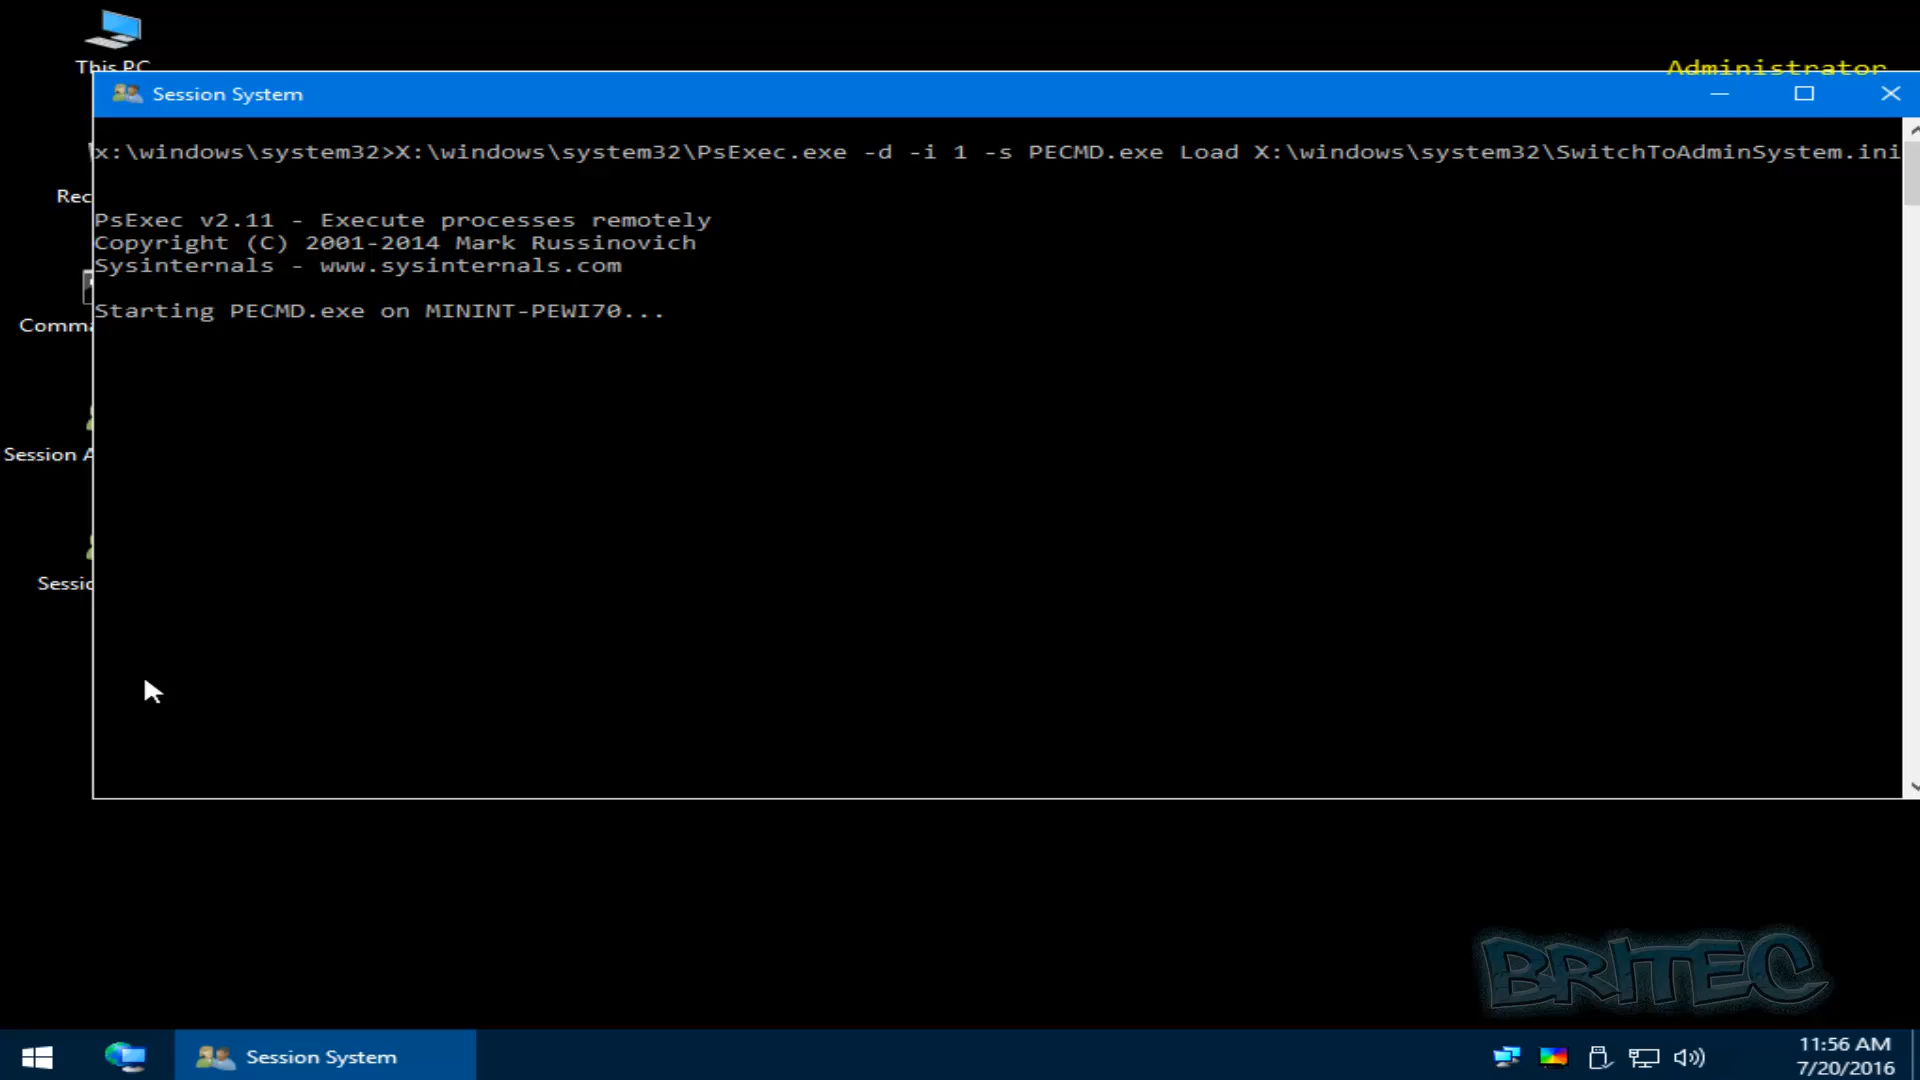 This PC
Administrator
Session System
x:\windows\system32>X:\windows\system32\PsExec.exe -d -i 1 -s PECMD.exe Load X:\windows\system32\SwitchToAdminSystem.ini
Rec
PsExec v2.11 - Execute processes remotely
Copyright (C) 2001-2014 Mark Russinovich
Sysinternals - www.sysinternals.com
Starting PECMD.exe on MININT-PEWI70...
Comma
Session A
Sessio
BRITEC
Session System
11:56 AM
7/20/2016